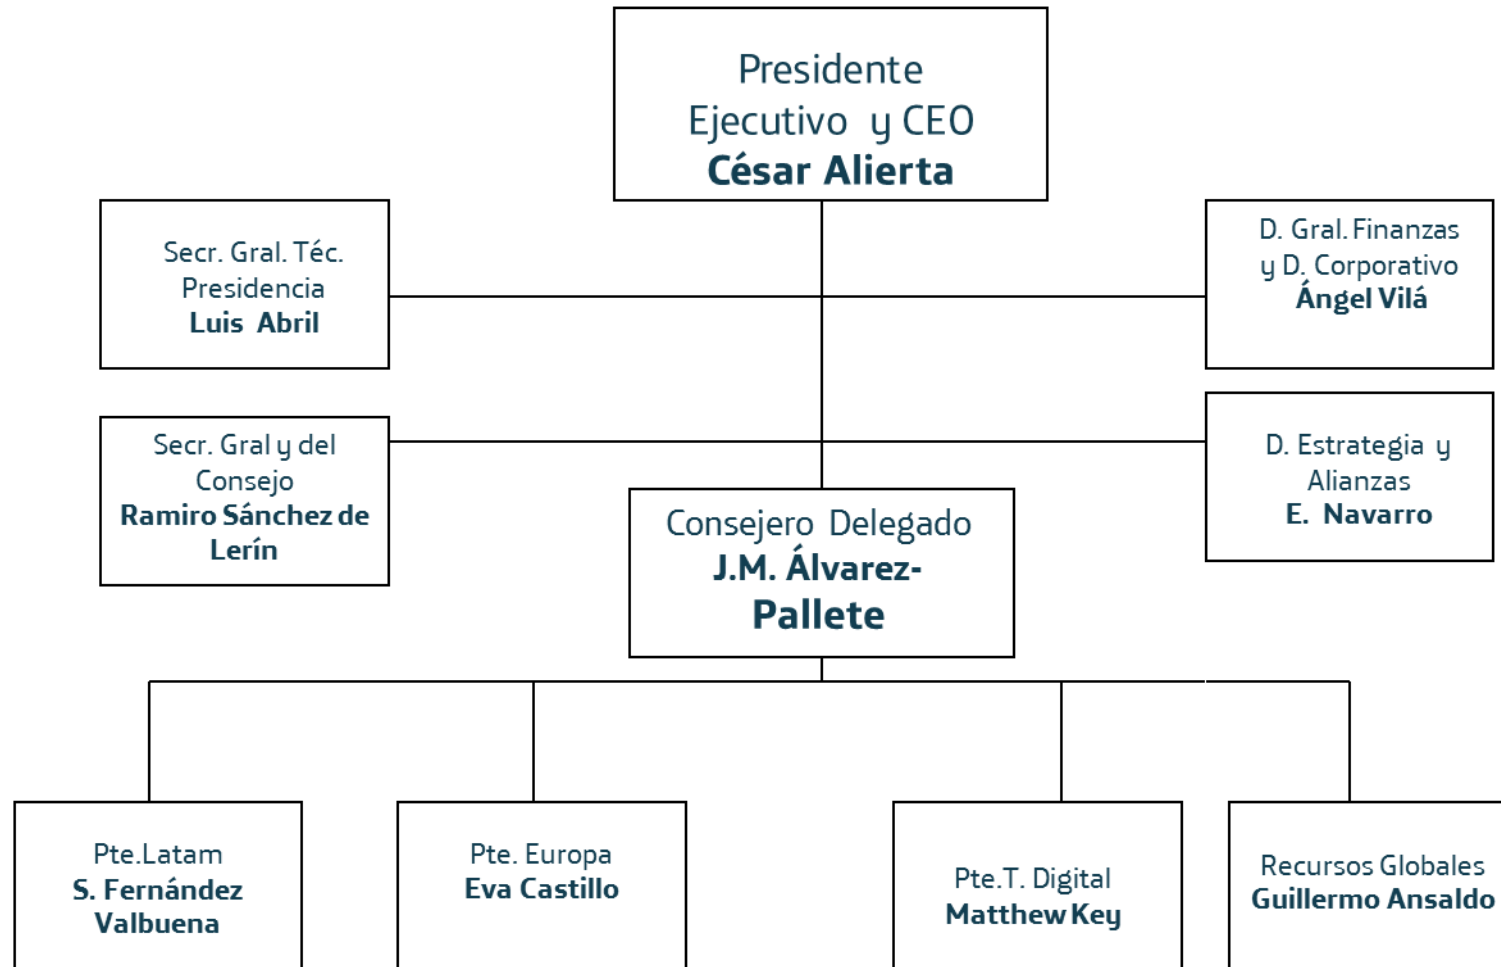 Presidente
Ejecutivo y CEO
César Alierta
Secr. Gral. Téc.
Presidencia
Luis Abril
D. Gral. Finanzas
y D. Corporativo
Ángel Vilá
Secr. Gral y del
Consejo
Ramiro Sánchez de
Lerín
D. Estrategia y
Alianzas
E. Navarro
Consejero Delegado
J.M. Álvarez-
Pallete
Pte.Latam
S. Fernández
Valbuena
Pte. Europa
Eva Castillo
Pte.T. Digital
Matthew Key
Recursos Globales
Guillermo Ansaldo